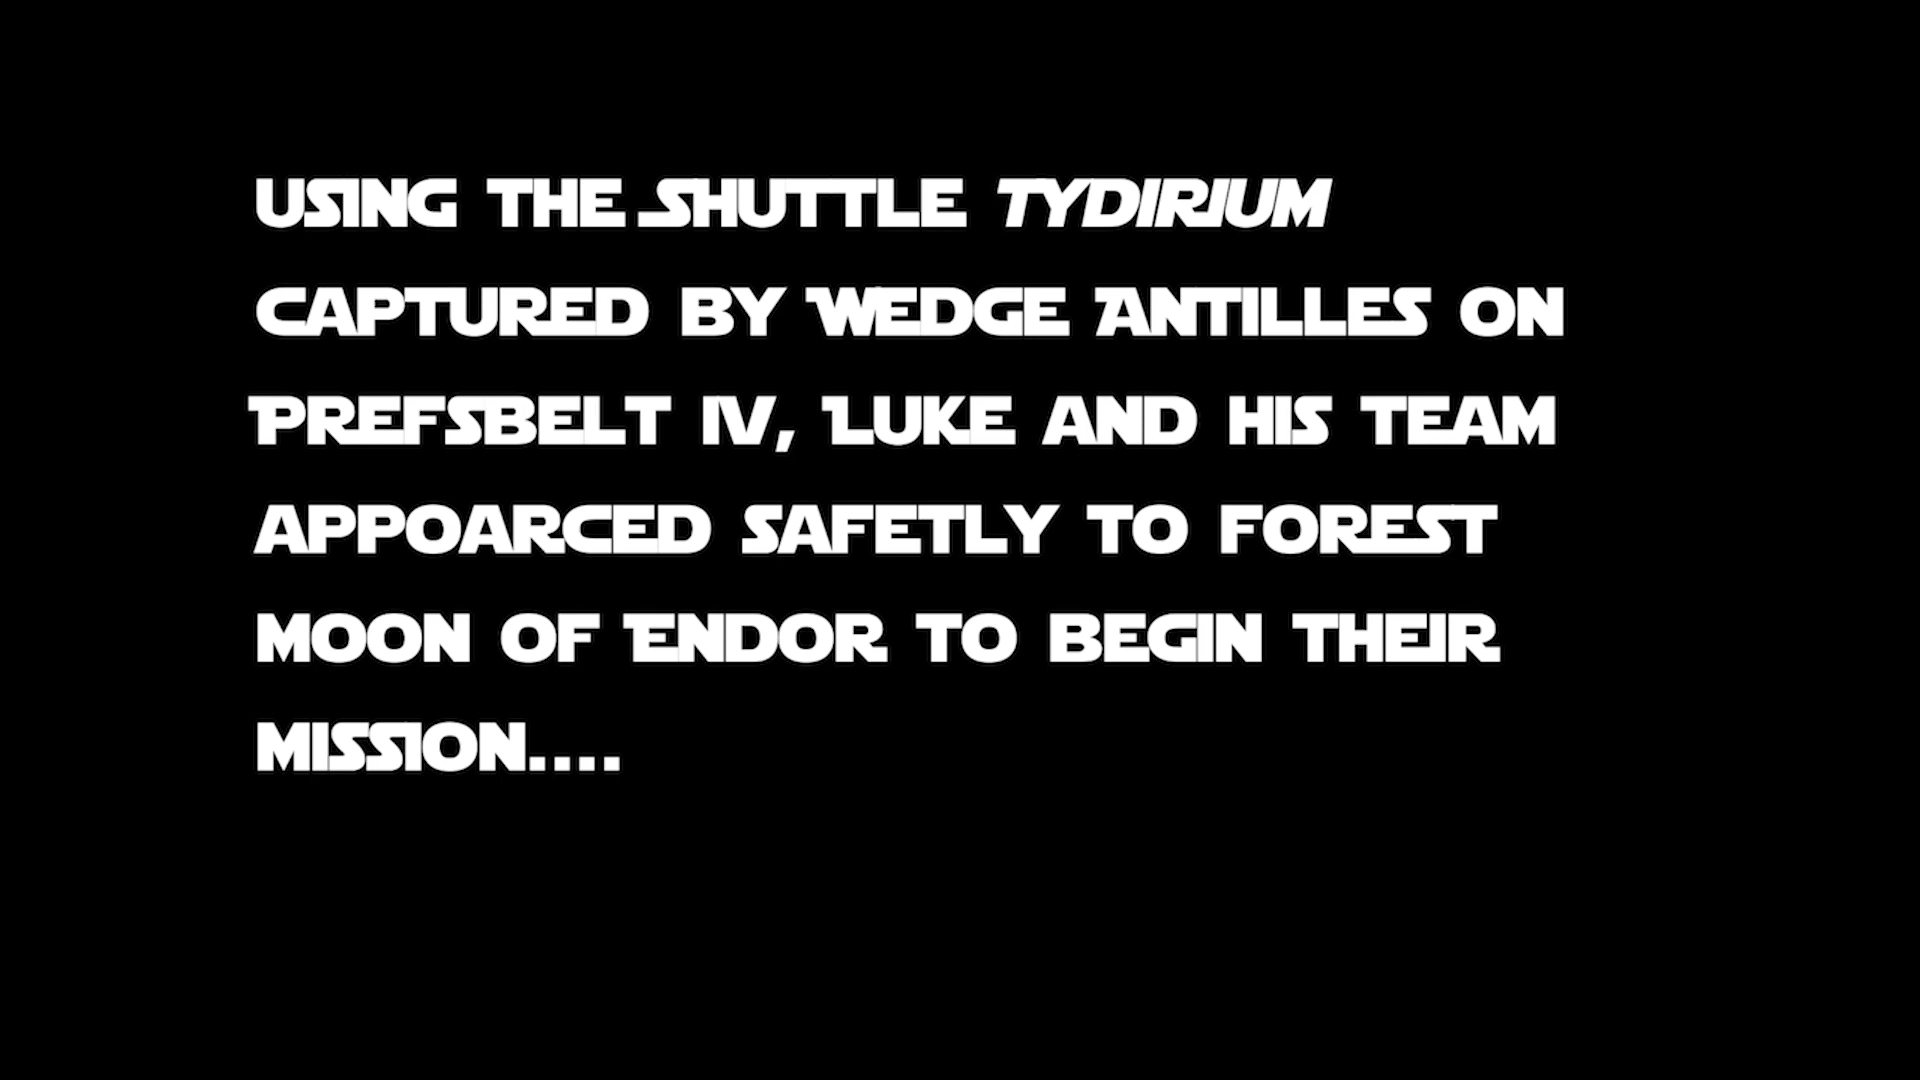 using the Shuttle Tydirium
captured by Wedge Antilles on
Prefsbelt IV, Luke and his team
appoarced safetly to forest
moon of Endor to begin their
mission....